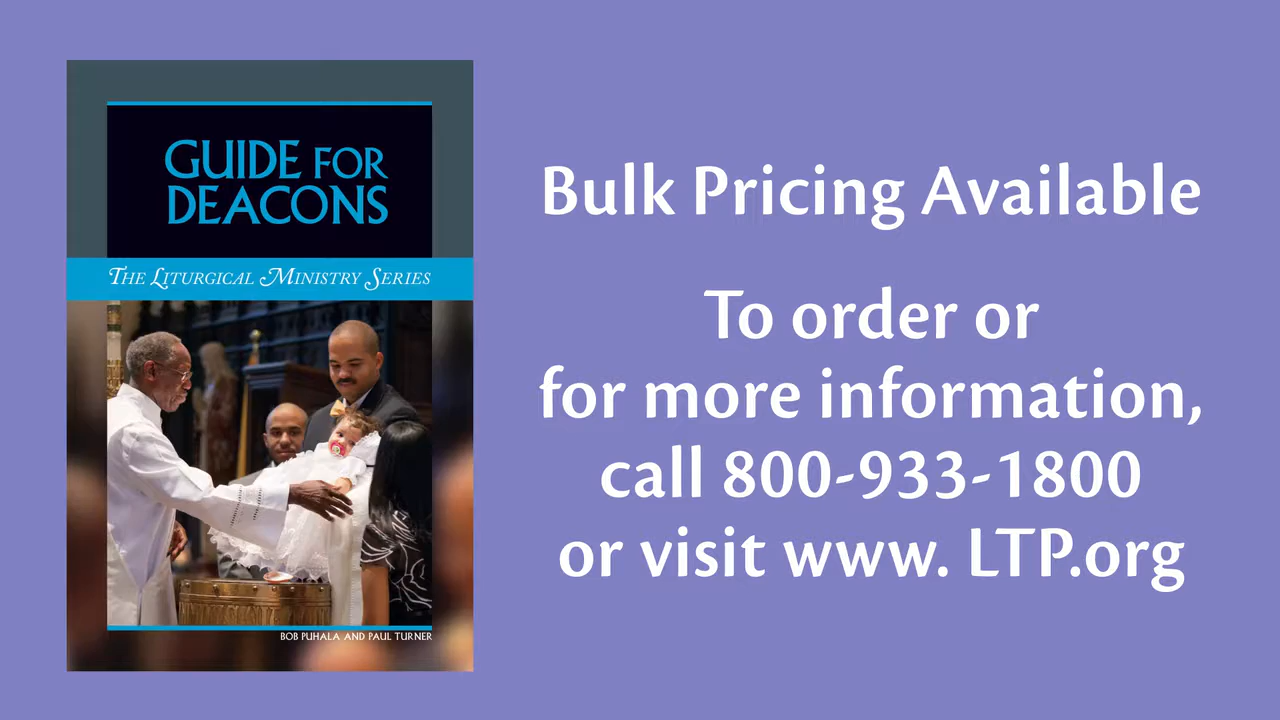 GUIDE FOR
DEACONS
THE LITURGICAL MINISTRY SERIES
BOB PUHALA AND PAUL TURNER
Bulk Pricing Available
To order or
for more information,
call 800-933-1800
or visit www. LTP.org